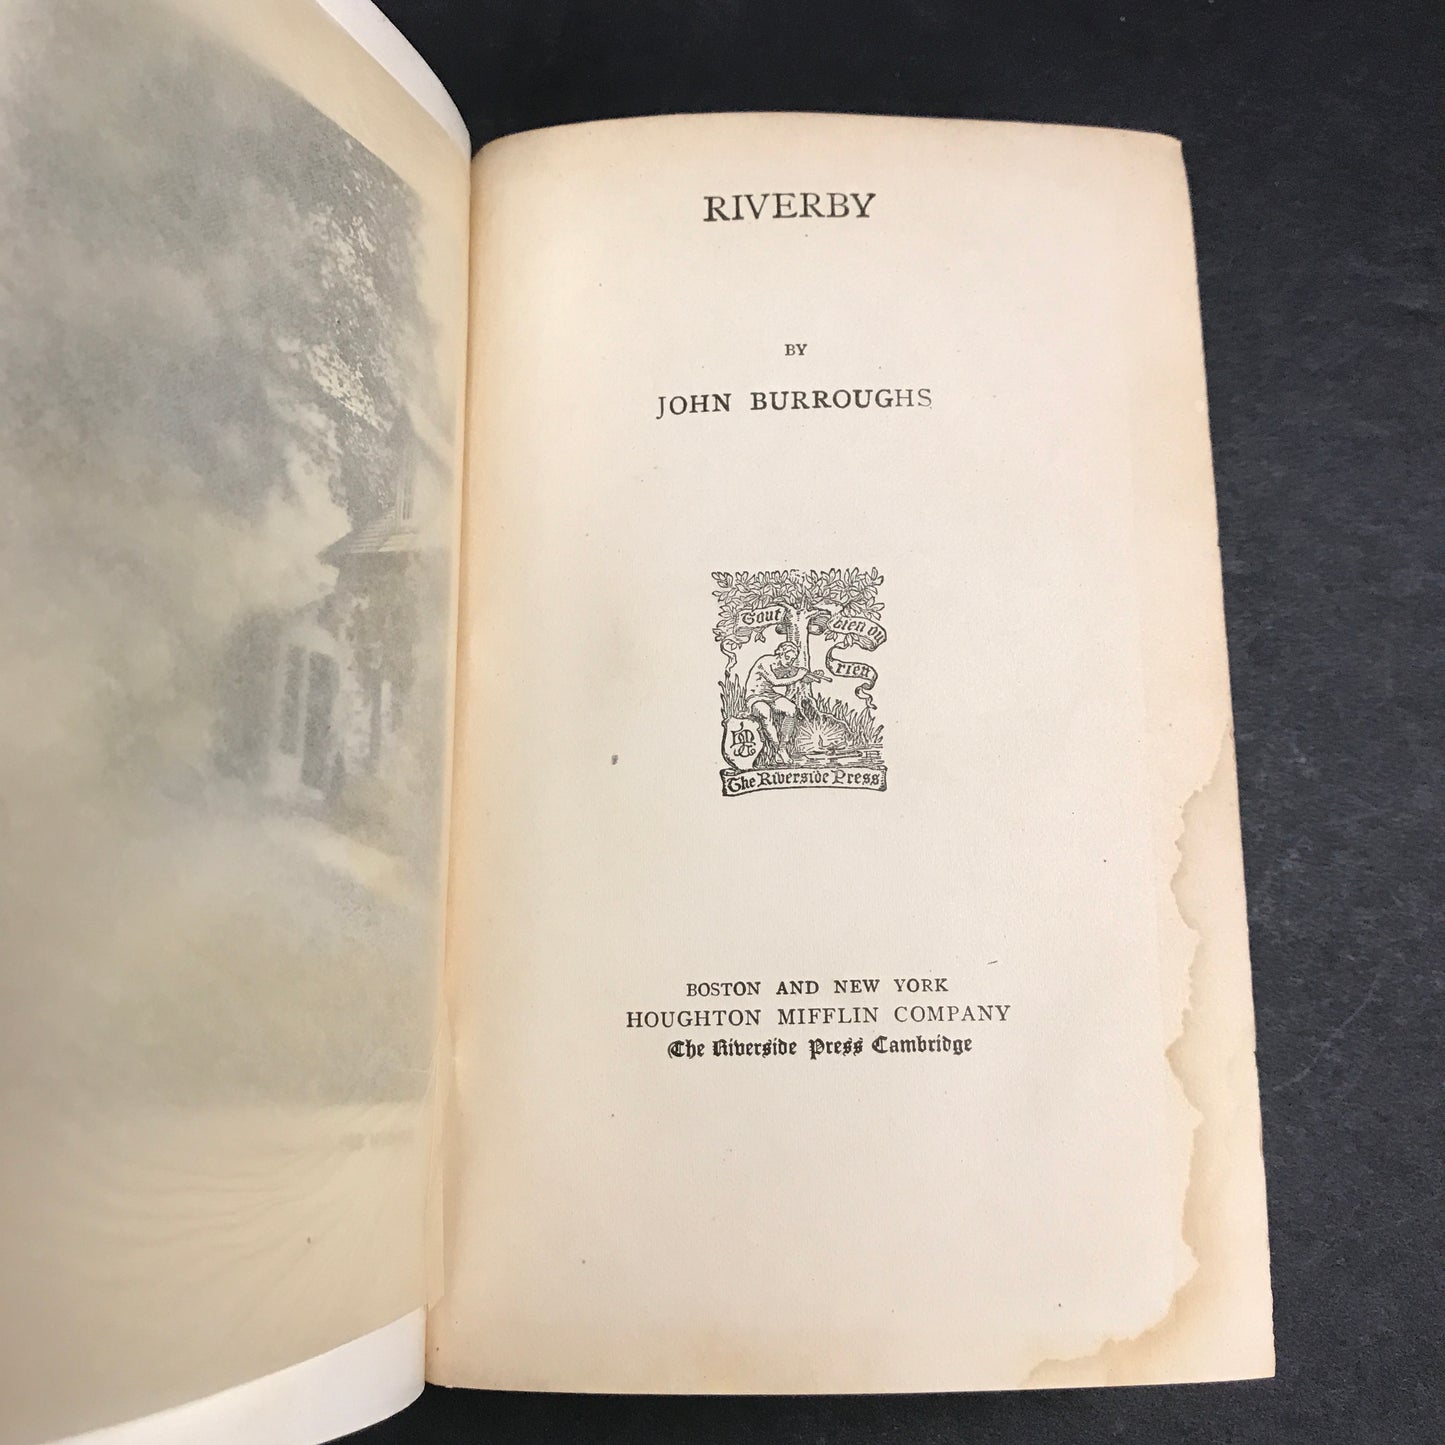 RIVERBY
BY
JOHN BURROUGHS
Tout bien ou
rien
The Riverside Press
BOSTON AND NEW YORK
HOUGHTON MIFFLIN COMPANY
The Riverside Press Cambridge